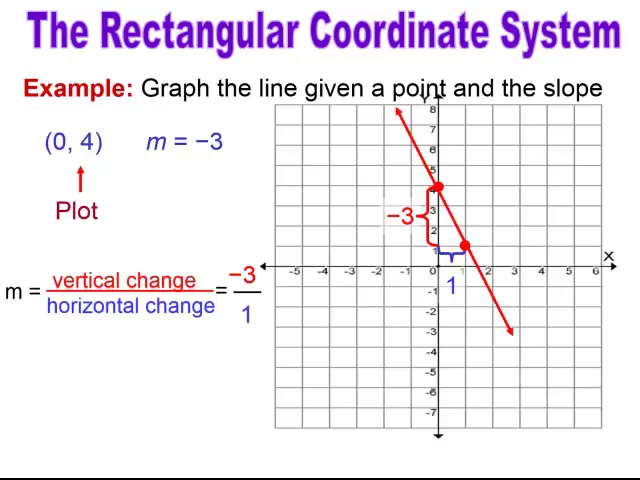 The Rectangular Coordinate System
Example: Graph the line given a point and the slope
(0, 4) m = −3
Plot
m = vertical change / horizontal change = −3 / 1
Y
8
7
6
5
4
3
2
1
−3
1
X
-5 -4 -3 -2 -1 0 1 2 3 4 5 6
-1
-2
-3
-4
-5
-6
-7